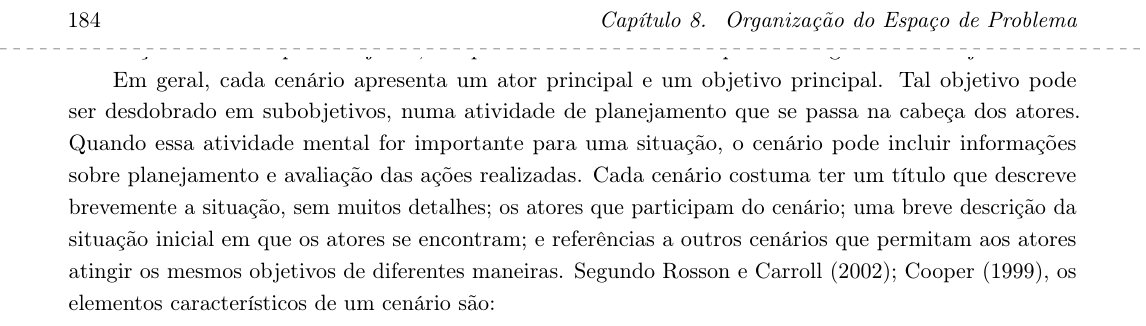 184 Capítulo 8. Organização do Espaço de Problema
Em geral, cada cenário apresenta um ator principal e um objetivo principal. Tal objetivo pode
ser desdobrado em subobjetivos, numa atividade de planejamento que se passa na cabeça dos atores.
Quando essa atividade mental for importante para uma situação, o cenário pode incluir informações
sobre planejamento e avaliação das ações realizadas. Cada cenário costuma ter um título que descreve
brevemente a situação, sem muitos detalhes; os atores que participam do cenário; uma breve descrição da
situação inicial em que os atores se encontram; e referências a outros cenários que permitam aos atores
atingir os mesmos objetivos de diferentes maneiras. Segundo Rosson e Carroll (2002); Cooper (1999), os
elementos característicos de um cenário são: